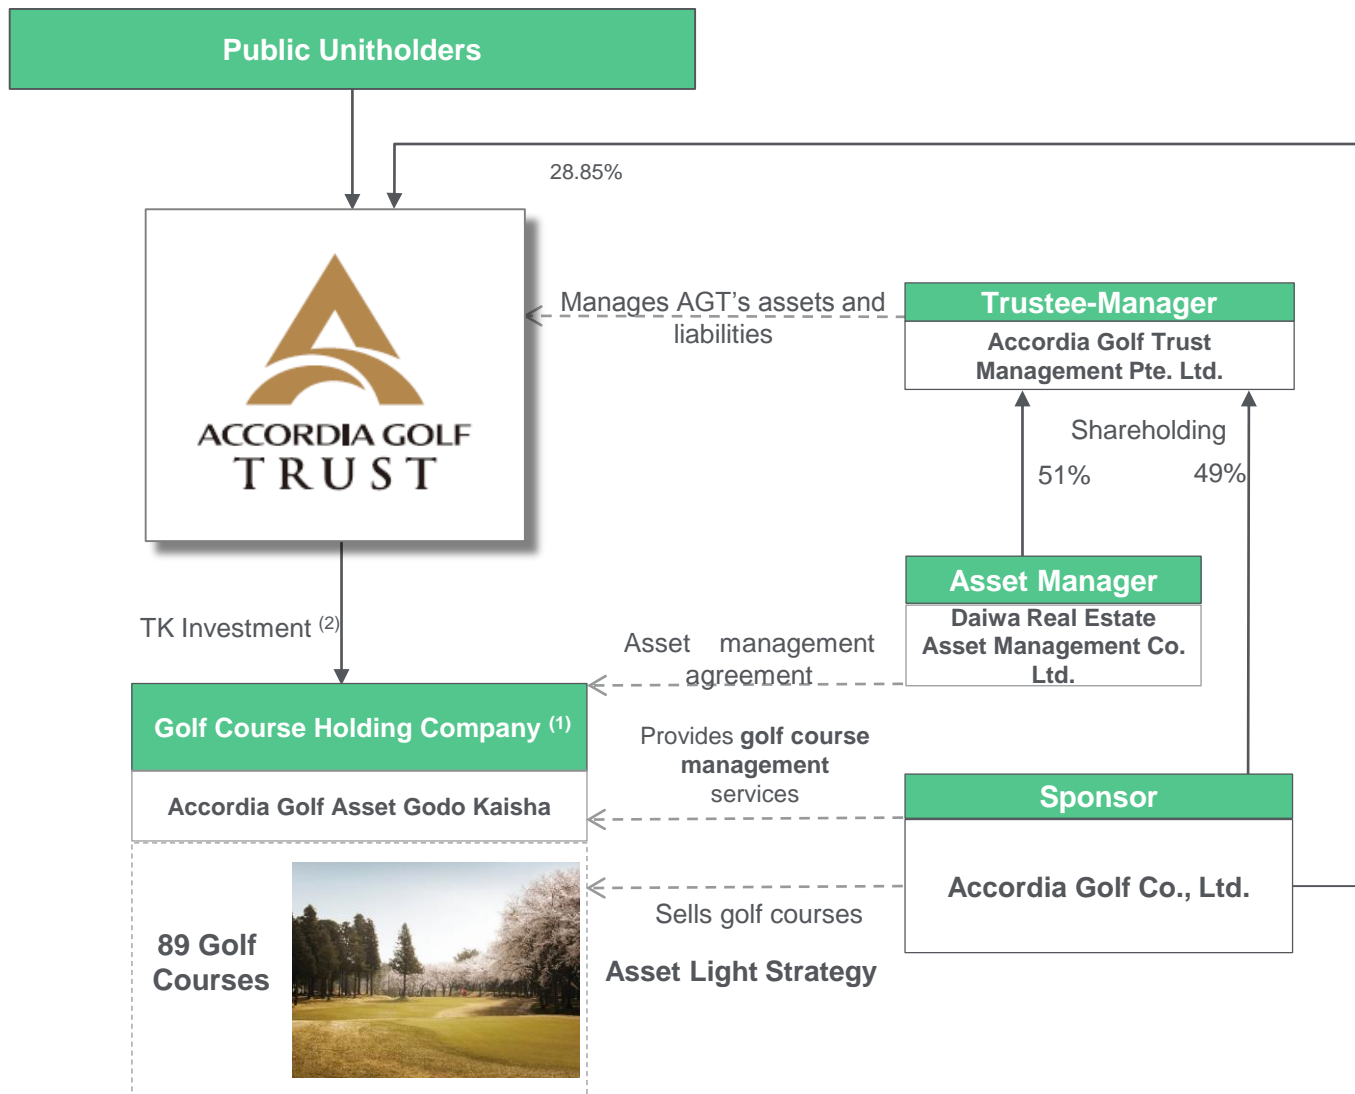 Public Unitholders
28.85%
ACCORDIA GOLF
TRUST
Manages AGT’s assets and
liabilities
Trustee-Manager
Accordia Golf Trust
Management Pte. Ltd.
Shareholding
51%
49%
Asset Manager
Daiwa Real Estate
Asset Management Co.
Ltd.
TK Investment (2)
Asset management
agreement
Golf Course Holding Company (1)
Accordia Golf Asset Godo Kaisha
Provides golf course
management
services
Sponsor
Accordia Golf Co., Ltd.
Sells golf courses
89 Golf
Courses
Asset Light Strategy